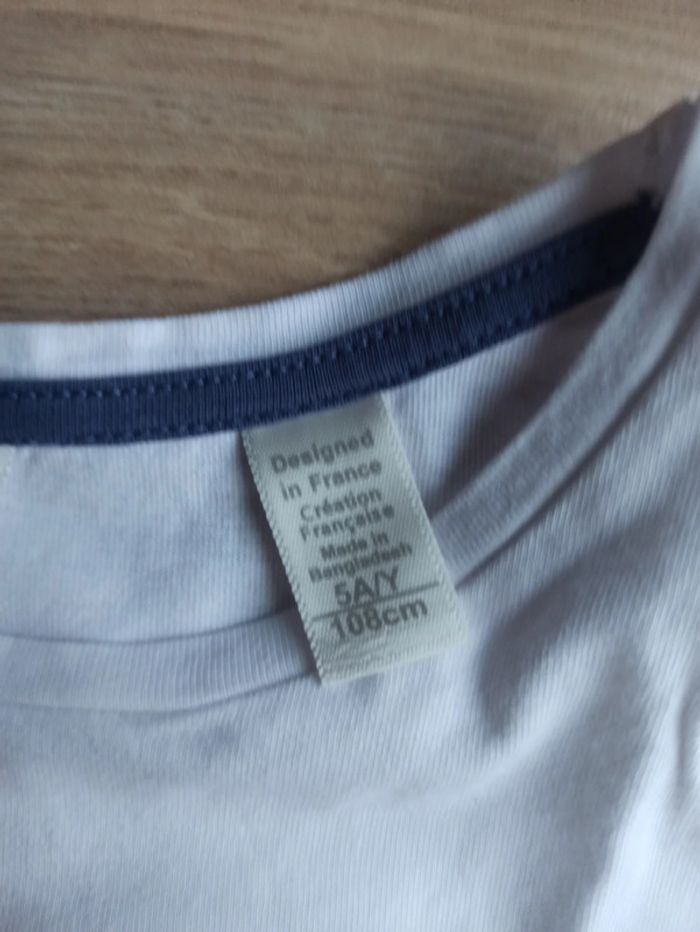 Designed
in France
Création
Française
Made in
Bangladesh
5A/Y
108cm